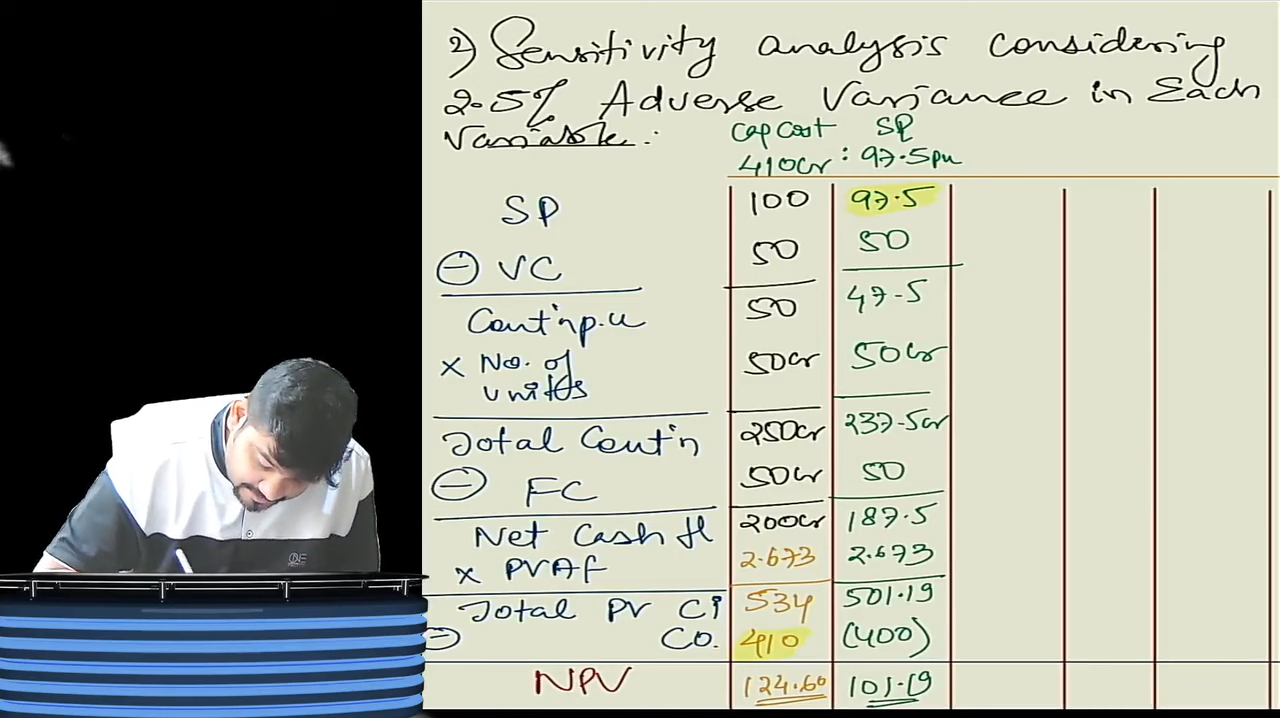 2) Sensitivity analysis considering
2.5% Adverse Variance in Each
Variable:
Cap Cost SP
410Cr : 97.5pu
SP 100 97.5
⊖ VC 50 50
Cont'n p.u 50 47.5
x No. of units 50Cr 50Cr
Total Cont'n 250Cr 237.5cr
⊖ FC 50Cr 50
Net Cash fl 200Cr 187.5
x PVAF 2.673 2.673
Total PV CI 534 501.19
⊖ CO. 410 (400)
NPV 124.60 101.19